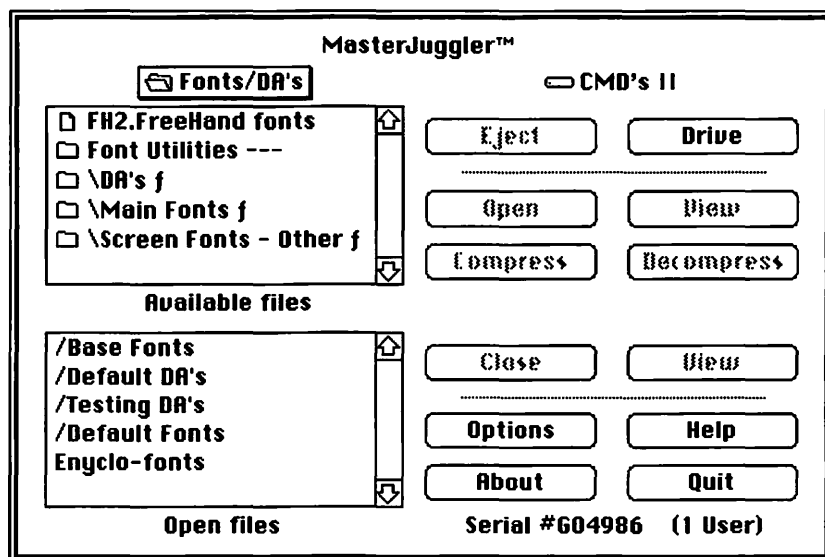 MasterJuggler™
Fonts/DA's
CMD's II
FH2.FreeHand fonts
Font Utilities ---
\DA's ƒ
\Main Fonts ƒ
\Screen Fonts - Other ƒ
Available files
Eject
Drive
Open
View
Compress
Decompress
/Base Fonts
/Default DA's
/Testing DA's
/Default Fonts
Enyclo-fonts
Open files
Close
View
Options
Help
About
Quit
Serial #G04986 (1 User)